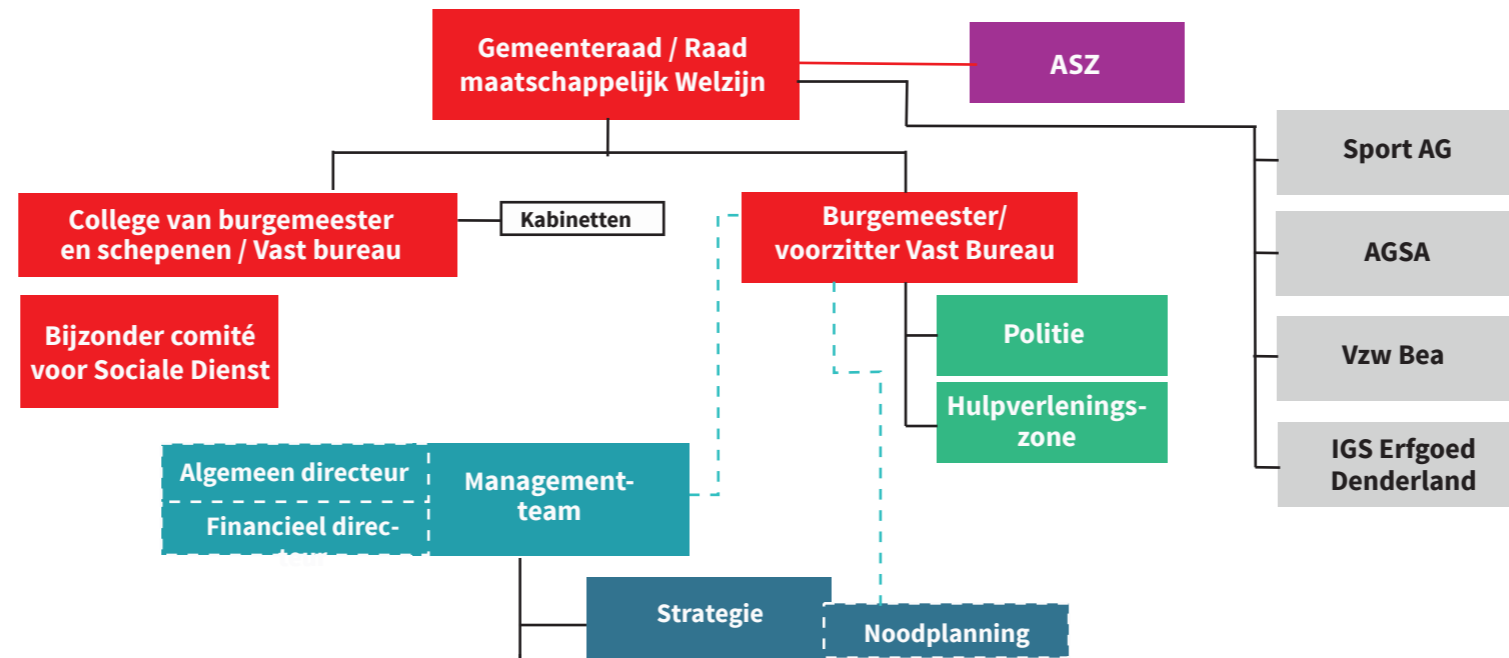 Gemeenteraad / Raad
maatschappelijk Welzijn
ASZ
Sport AG
College van burgemeester
en schepenen / Vast bureau
Kabinetten
Burgemeester/
voorzitter Vast Bureau
AGSA
Bijzonder comité
voor Sociale Dienst
Politie
Vzw Bea
Hulpverlenings-
zone
IGS Erfgoed
Denderland
Algemeen directeur
Management-
team
Financieel direc-
teur
Strategie
Noodplanning